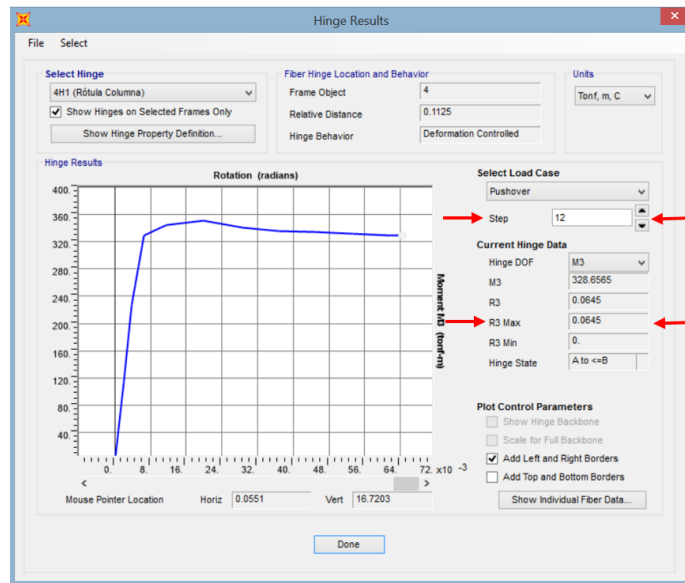 Hinge Results
File Select
Select Hinge
4H1 (Rótula Columna)
Show Hinges on Selected Frames Only
Show Hinge Property Definition...
Fiber Hinge Location and Behavior
Frame Object 4
Relative Distance 0.1125
Hinge Behavior Deformation Controlled
Units
Tonf, m, C
Hinge Results
Rotation (radians)
400.
360.
320.
280.
240.
200.
160.
120.
80.
40.
Moment M3 (tonf-m)
0. 8. 16. 24. 32. 40. 48. 56. 64. 72. x10 -3
Mouse Pointer Location Horiz 0.0551 Vert 16.7203
Select Load Case
Pushover
Step 12
Current Hinge Data
Hinge DOF M3
M3 328.6565
R3 0.0645
R3 Max 0.0645
R3 Min 0.
Hinge State A to <=B
Plot Control Parameters
Show Hinge Backbone
Scale for Full Backbone
Add Left and Right Borders
Add Top and Bottom Borders
Show Individual Fiber Data...
Done